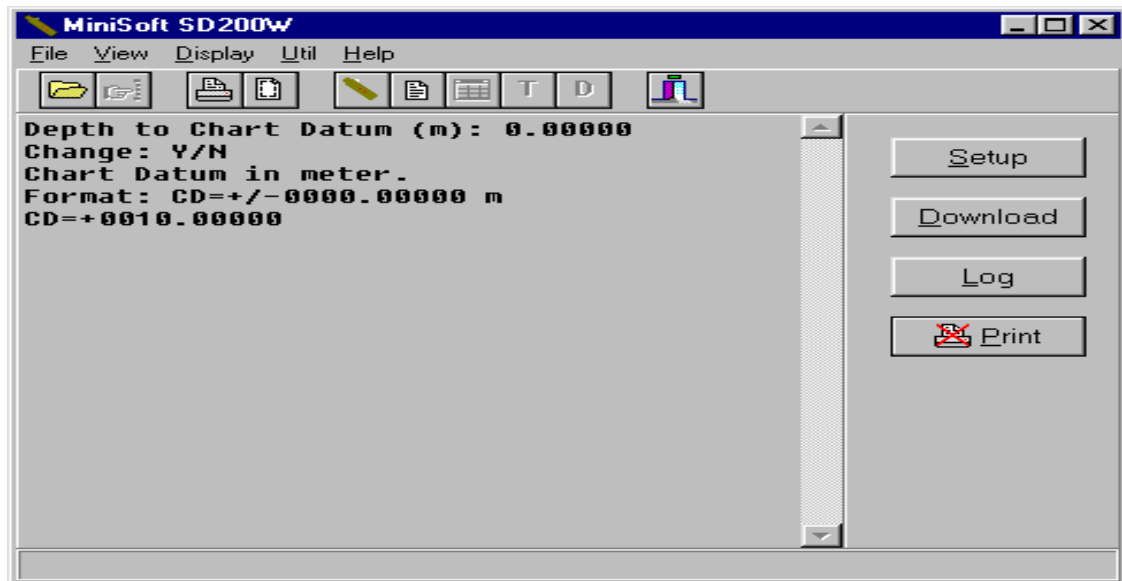 MiniSoft SD200W
File View Display Util Help
T D
Depth to Chart Datum (m): 0.00000
Change: Y/N
Chart Datum in meter.
Format: CD=+/-0000.00000 m
CD=+0010.00000
Setup
Download
Log
Print